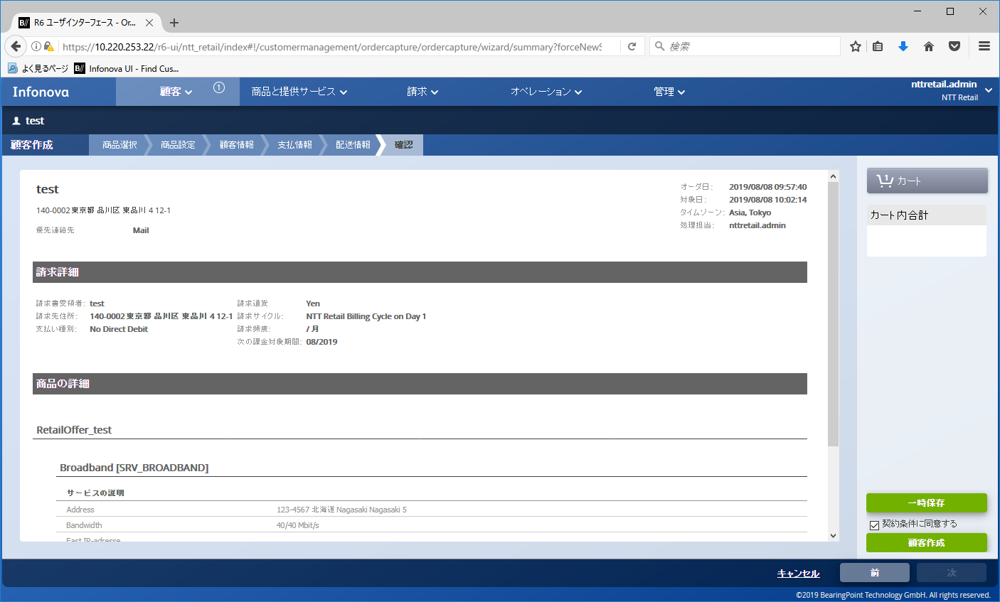 R6 ユーザインターフェース - Or...
https://10.220.253.22/r6-ui/ntt_retail/index#!/customermanagement/ordercapture/ordercapture/wizard/summary?forceNewS
検索
よく見るページ
B// Infonova UI - Find Cus...
Infonova
顧客
1
商品と提供サービス
請求
オペレーション
管理
nttretail.admin
NTT Retail
test
顧客作成
商品選択
商品設定
顧客情報
支払情報
配送情報
確認
test
140-0002 東京都 品川区 東品川 4 12-1
優先連絡先 Mail
オーダ日: 2019/08/08 09:57:40
対象日: 2019/08/08 10:02:14
タイムゾーン: Asia, Tokyo
処理担当: nttretail.admin
請求詳細
請求書受領者: test
請求先住所: 140-0002 東京都 品川区 東品川 4 12-1
支払い種別: No Direct Debit
請求通貨 Yen
請求サイクル: NTT Retail Billing Cycle on Day 1
請求頻度: / 月
次の課金対象期間: 08/2019
商品の詳細
RetailOffer_test
Broadband [SRV_BROADBAND]
サービスの説明
Address 123-4567 北海道 Nagasaki Nagasaki 5
Bandwidth 40/40 Mbit/s
East IP-adresse
1 カート
カート内合計
一時保存
契約条件に同意する
顧客作成
キャンセル
前
次
©2019 BearingPoint Technology GmbH. All rights reserved.